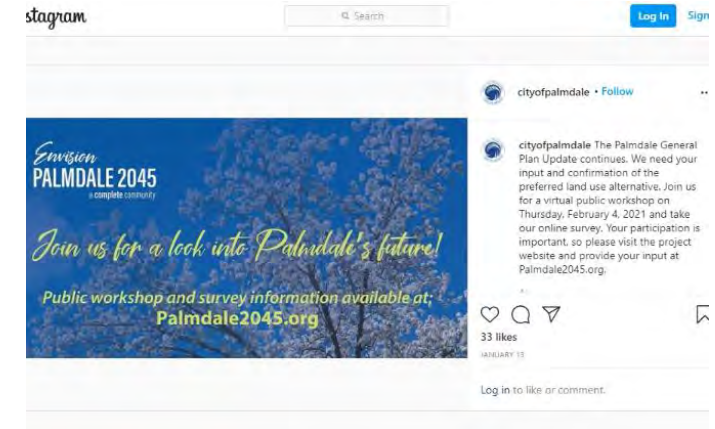 stagram
Search
Log In
Sign
cityofpalmdale • Follow
...
Envision
PALMDALE 2045
a complete community
Join us for a look into Palmdale's future!
Public workshop and survey information available at;
Palmdale2045.org
cityofpalmdale The Palmdale General
Plan Update continues. We need your
input and confirmation of the
preferred land use alternative. Join us
for a virtual public workshop on
Thursday, February 4, 2021 and take
our online survey. Your participation is
important, so please visit the project
website and provide your input at
Palmdale2045.org.
33 likes
JANUARY 13
Log in to like or comment.